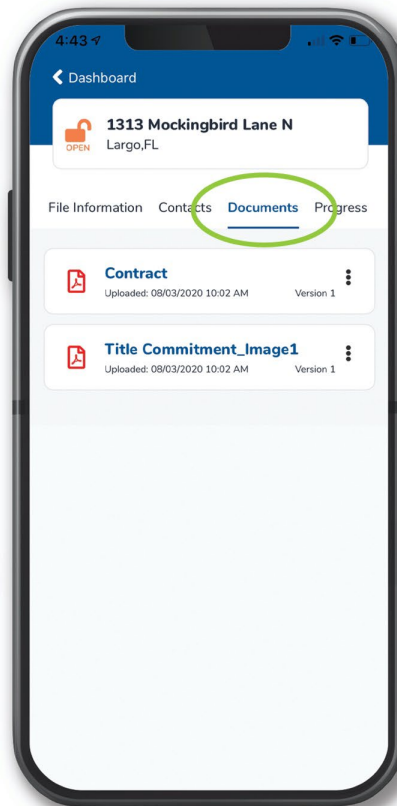 4:43
Dashboard
OPEN
1313 Mockingbird Lane N
Largo,FL
File Information Contacts Documents Progress
Contract
Uploaded: 08/03/2020 10:02 AM Version 1
Title Commitment_Image1
Uploaded: 08/03/2020 10:02 AM Version 1